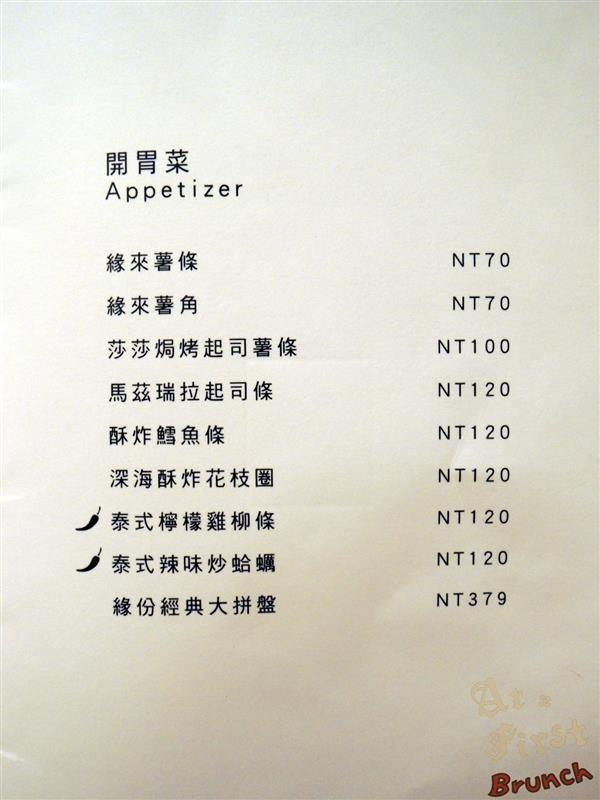 開胃菜
Appetizer
緣來薯條 NT70
緣來薯角 NT70
莎莎焗烤起司薯條 NT100
馬茲瑞拉起司條 NT120
酥炸鱈魚條 NT120
深海酥炸花枝圈 NT120
泰式檸檬雞柳條 NT120
泰式辣味炒蛤蠣 NT120
緣份經典大拼盤 NT379
At
First
Brunch